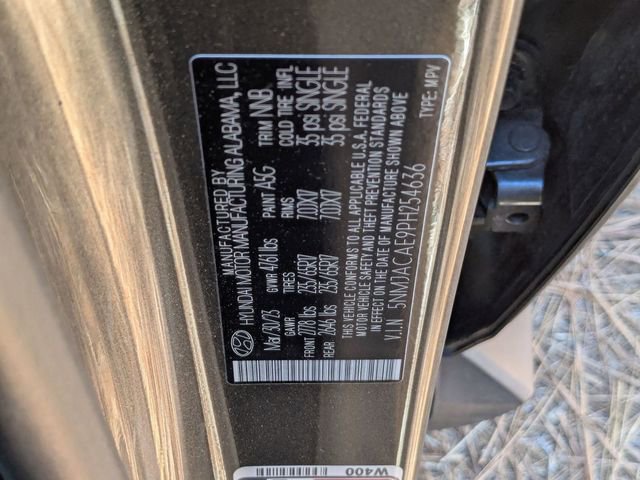 MANUFACTURED BY
HYUNDAI MOTOR MANUFACTURING ALABAMA, LLC
Mar/30/23 GVWR 4761 lbs PAINT A5G TRIM NNB
GAWR TIRES RIMS COLD TIRE INFL
FRONT 2778 lbs 235/65R17 7.0JX17 35 psi SINGLE
REAR 2646 lbs 235/65R17 7.0JX17 35 psi SINGLE
THIS VEHICLE CONFORMS TO ALL APPLICABLE U.S.A. FEDERAL
MOTOR VEHICLE SAFETY AND THEFT PREVENTION STANDARDS
IN EFFECT ON THE DATE OF MANUFACTURE SHOWN ABOVE
V.I.N 5NMJACAE9PH254636 TYPE: MPV
W400